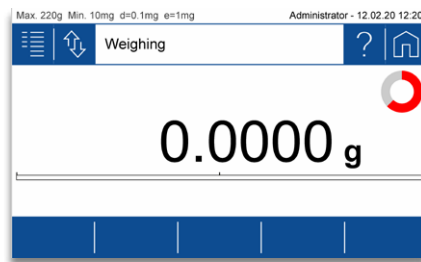 Max. 220g Min. 10mg d=0.1mg e=1mg Administrator - 12.02.20 12:20
Weighing ?
0.0000 g